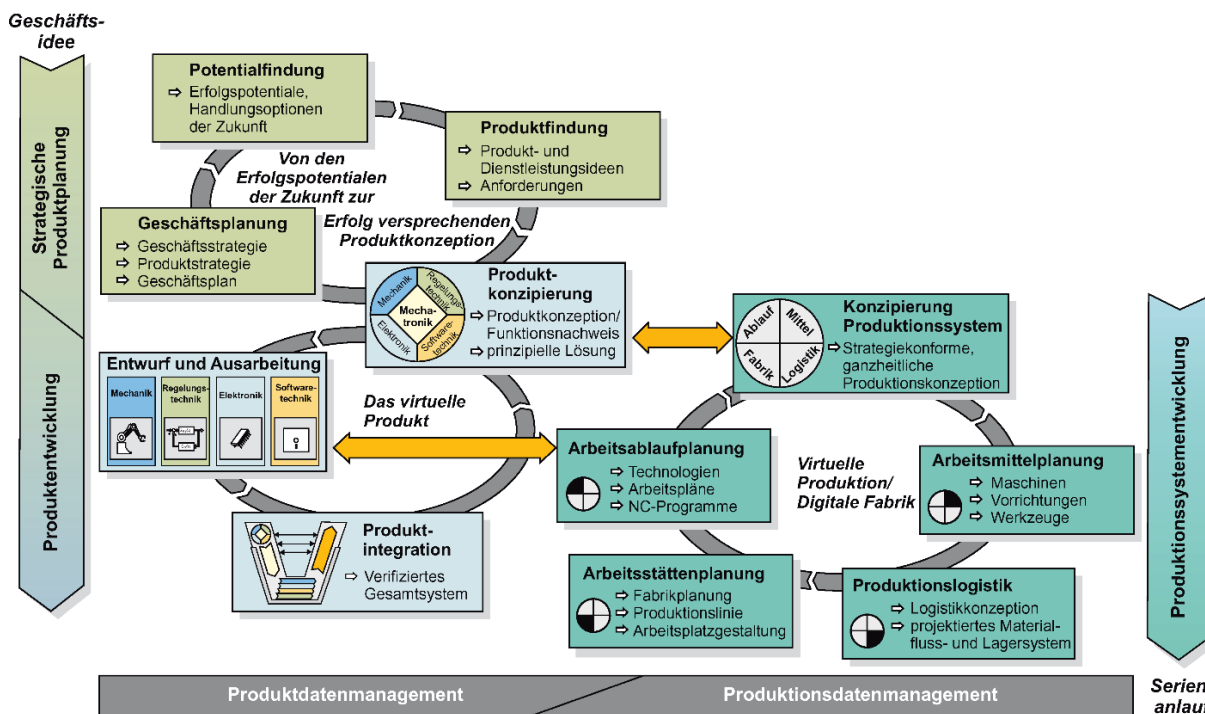 Geschäfts-
idee
Strategische
Produktplanung
Produktentwicklung
Potentialfindung
Erfolgspotentiale,
Handlungsoptionen
der Zukunft
Produktfindung
Produkt- und
Dienstleistungsideen
Anforderungen
Von den
Erfolgspotentialen
der Zukunft zur
Erfolg versprechenden
Produktkonzeption
Geschäftsplanung
Geschäftsstrategie
Produktstrategie
Geschäftsplan
Mechanik
Regelungs-
technik
Mecha-
tronik
Elektronik
Software-
technik
Produkt-
konzipierung
Produktkonzeption/
Funktionsnachweis
prinzipielle Lösung
Ablauf
Mittel
Fabrik
Logistik
Konzipierung
Produktionssystem
Strategiekonforme,
ganzheitliche
Produktionskonzeption
Entwurf und Ausarbeitung
Mechanik
Regelungs-
technik
Elektronik
Software-
technik
Das virtuelle
Produkt
Arbeitsablaufplanung
Technologien
Arbeitspläne
NC-Programme
Virtuelle
Produktion/
Digitale Fabrik
Arbeitsmittelplanung
Maschinen
Vorrichtungen
Werkzeuge
Produkt-
integration
Verifiziertes
Gesamtsystem
Arbeitsstättenplanung
Fabrikplanung
Produktionslinie
Arbeitsplatzgestaltung
Produktionslogistik
Logistikkonzeption
projektiertes Material-
fluss- und Lagersystem
Produktionssystementwicklung
Produktdatenmanagement
Produktionsdatenmanagement
Serien
anlauf